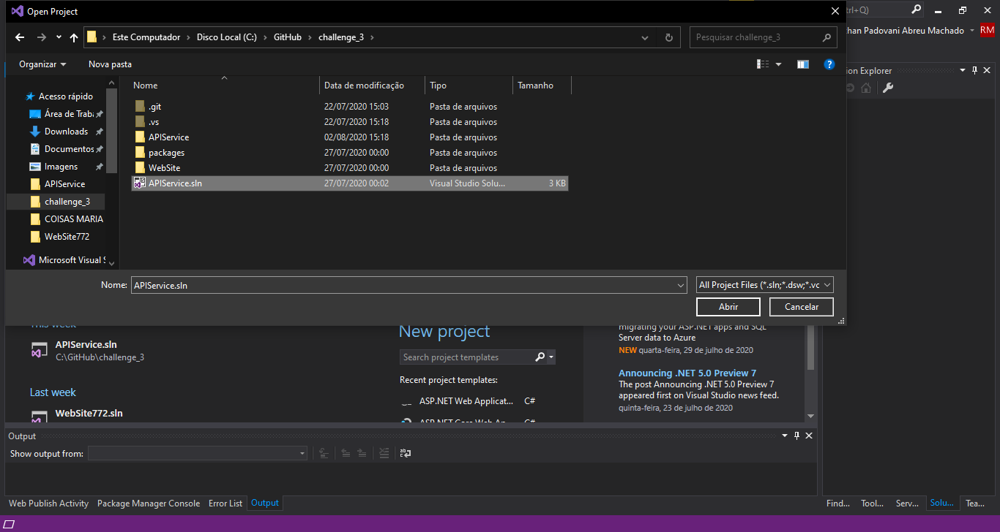 Open Project
trl+Q)
Este Computador > Disco Local (C:) > GitHub > challenge_3 >
Pesquisar challenge_3
than Padovani Abreu Machado
RM
Organizar
Nova pasta
ion Explorer
Nome
Data de modificação
Tipo
Tamanho
Acesso rápido
Área de Traba
Downloads
Documentos
Imagens
APIService
challenge_3
COISAS MARIA
WebSite772
Microsoft Visual S
.git 22/07/2020 15:03 Pasta de arquivos
.vs 22/07/2020 15:18 Pasta de arquivos
APIService 02/08/2020 15:18 Pasta de arquivos
packages 27/07/2020 00:00 Pasta de arquivos
WebSite 27/07/2020 00:00 Pasta de arquivos
APIService.sln 27/07/2020 00:02 Visual Studio Solu... 3 KB
Nome: APIService.sln
All Project Files (*.sln;*.dsw;*.vc
Abrir
Cancelar
This week
APIService.sln
C:\GitHub\challenge_3
Last week
WebSite772.sln
New project
Search project templates
Recent project templates:
ASP.NET Web Applicat... C#
ASP.NET Core Web Ap... C#
migrating your ASP.NET apps and SQL
Server data to Azure
NEW quarta-feira, 29 de julho de 2020
Announcing .NET 5.0 Preview 7
The post Announcing .NET 5.0 Preview 7
appeared first on Visual Studio news feed.
quinta-feira, 23 de julho de 2020
Output
Show output from:
Web Publish Activity
Package Manager Console
Error List
Output
Find...
Tool...
Serv...
Solu...
Tea...